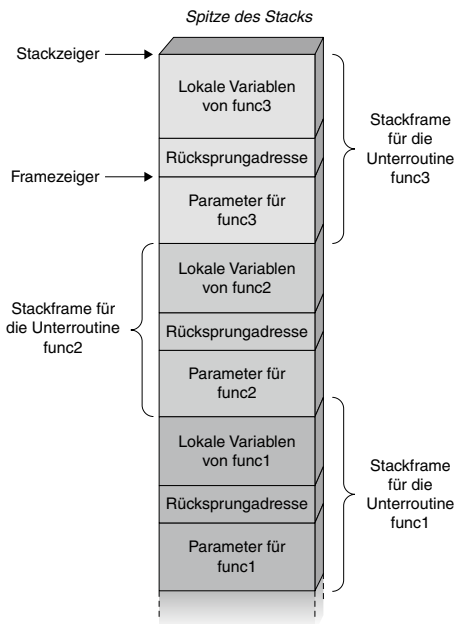 Spitze des Stacks
Stackzeiger
Lokale Variablen
von func3
Rücksprungadresse
Framezeiger
Parameter für
func3
Stackframe
für die
Unterroutine
func3
Lokale Variablen
von func2
Rücksprungadresse
Parameter für
func2
Stackframe für
die Unterroutine
func2
Lokale Variablen
von func1
Rücksprungadresse
Parameter für
func1
Stackframe
für die
Unterroutine
func1